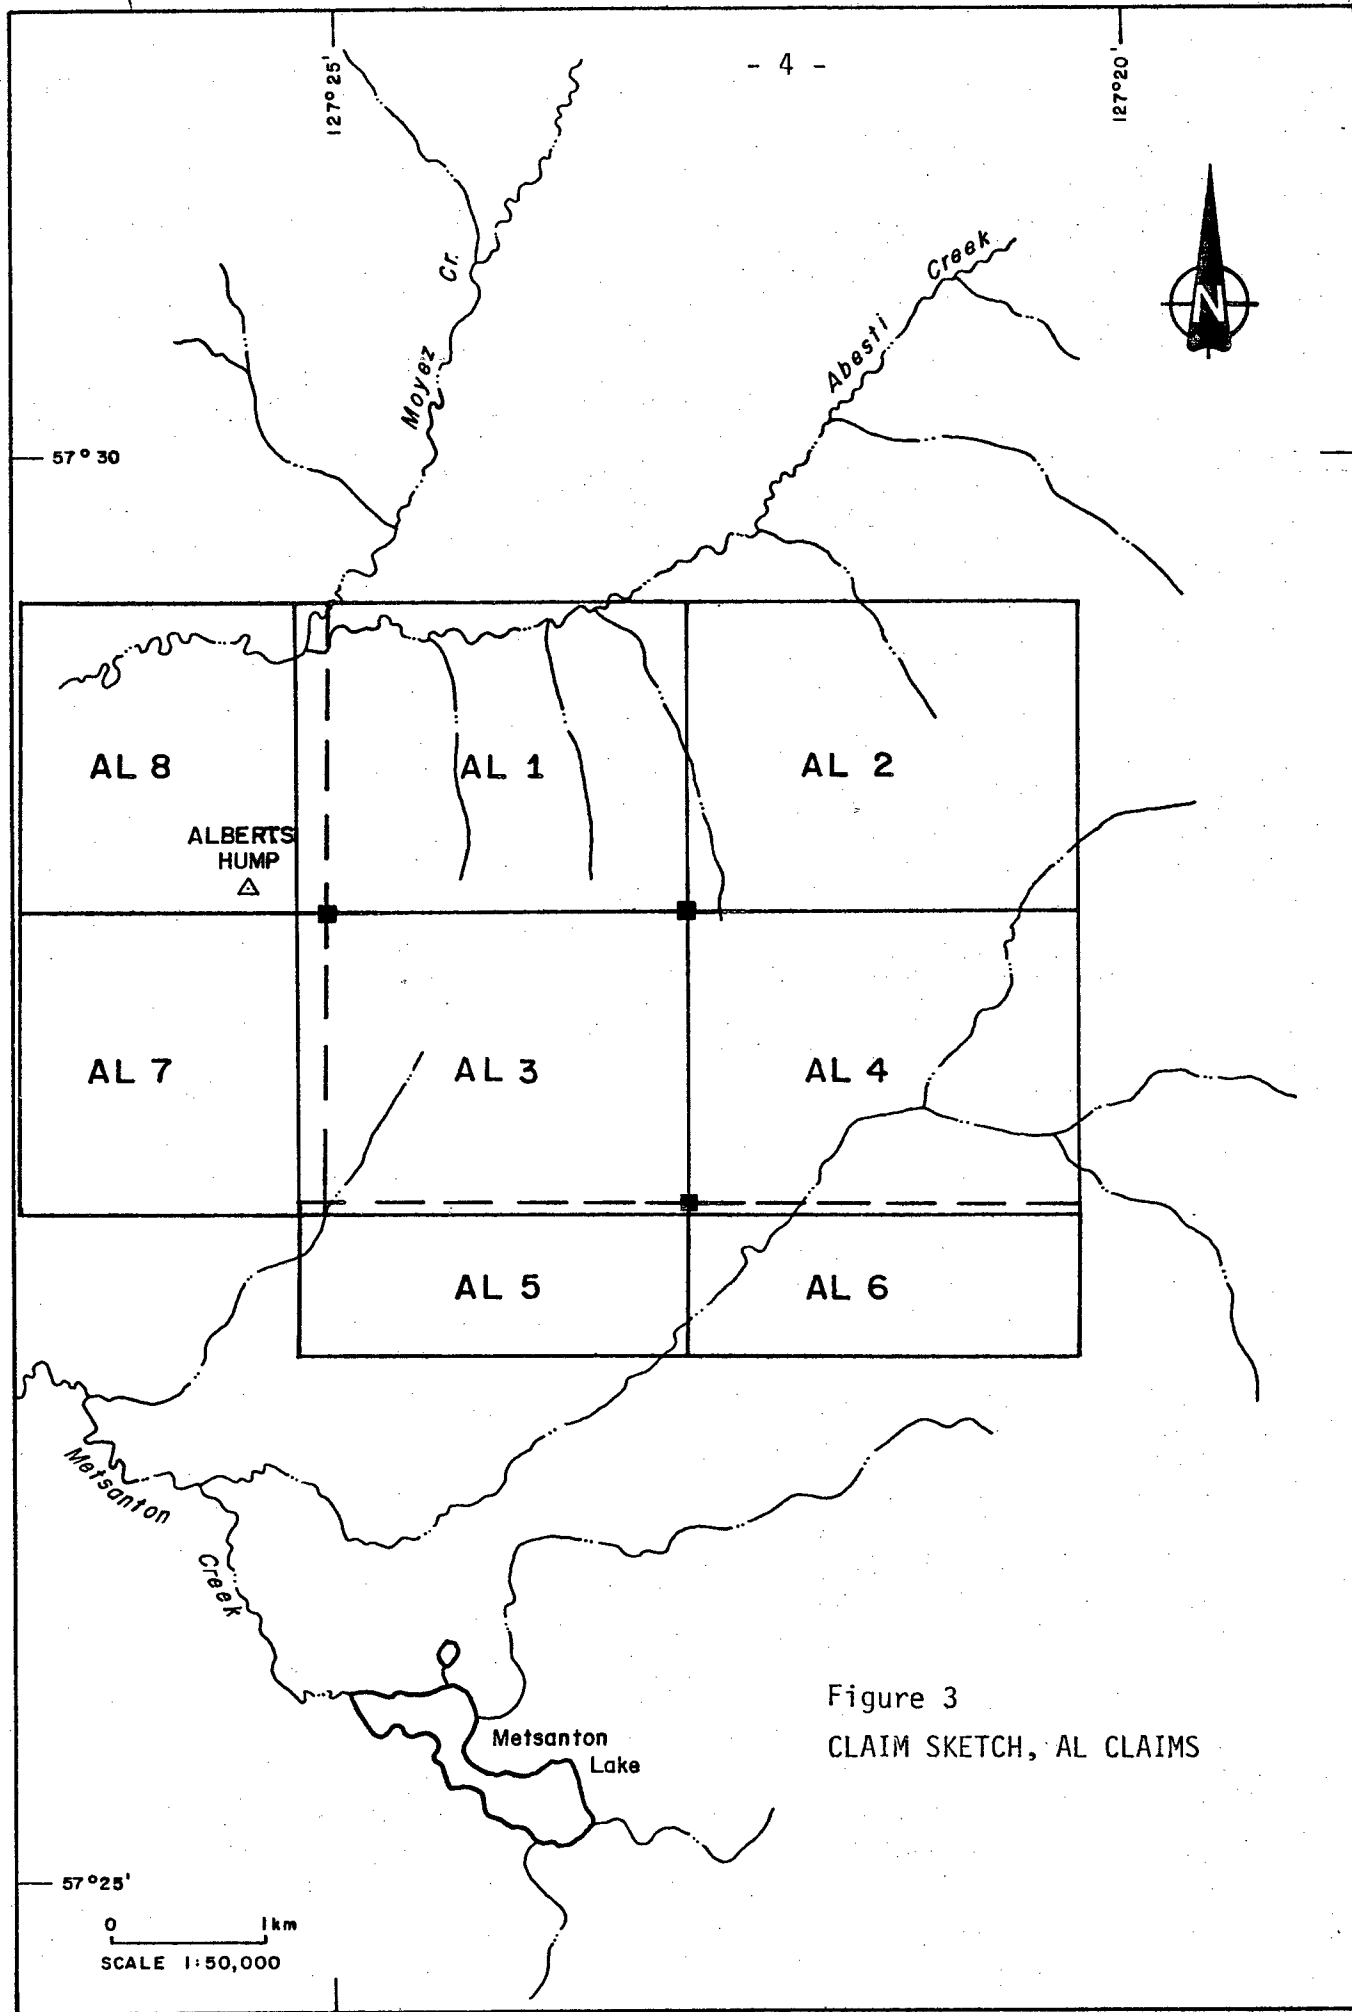 - 4 -
127° 25'
127° 20'
Moyez Cr.
Abesti Creek
N
57° 30
AL 8
AL 1
AL 2
ALBERTS
HUMP
AL 7
AL 3
AL 4
AL 5
AL 6
Metsanton
Creek
Metsanton
Lake
Figure 3
CLAIM SKETCH, AL CLAIMS
57° 25'
0 1 km
SCALE 1:50,000